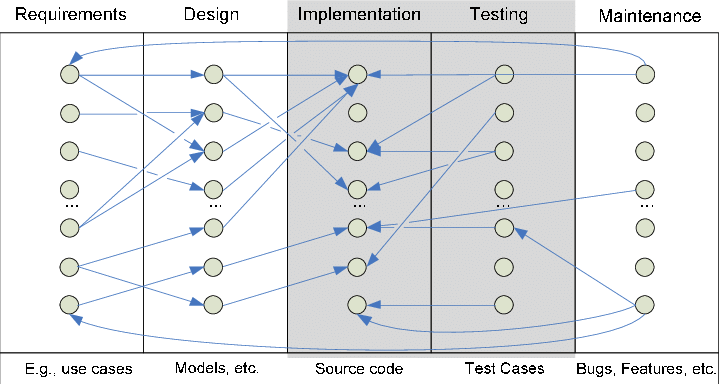 Requirements Design Implementation Testing Maintenance
... ... ... ... ...
E.g., use cases Models, etc. Source code Test Cases Bugs, Features, etc.